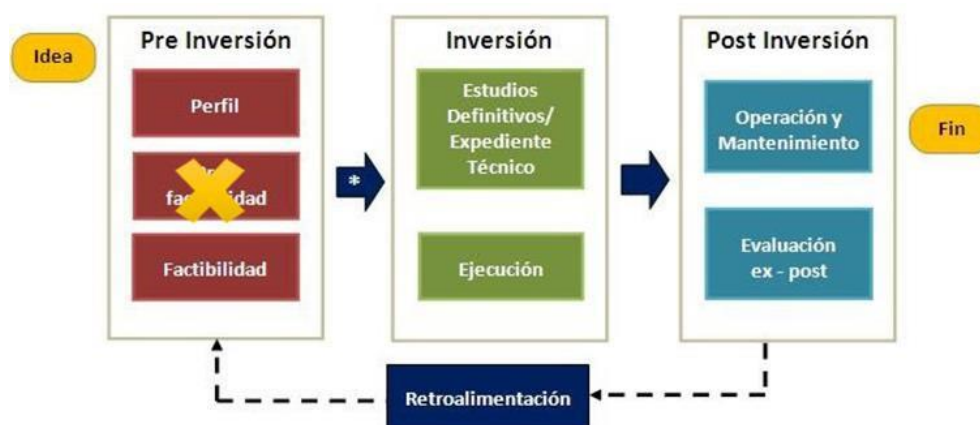 Idea
Pre Inversión
Perfil
Factibilidad
*
Inversión
Estudios
Definitivos/
Expediente
Técnico
Ejecución
Post Inversión
Operación y
Mantenimiento
Evaluación
ex - post
Fin
Retroalimentación